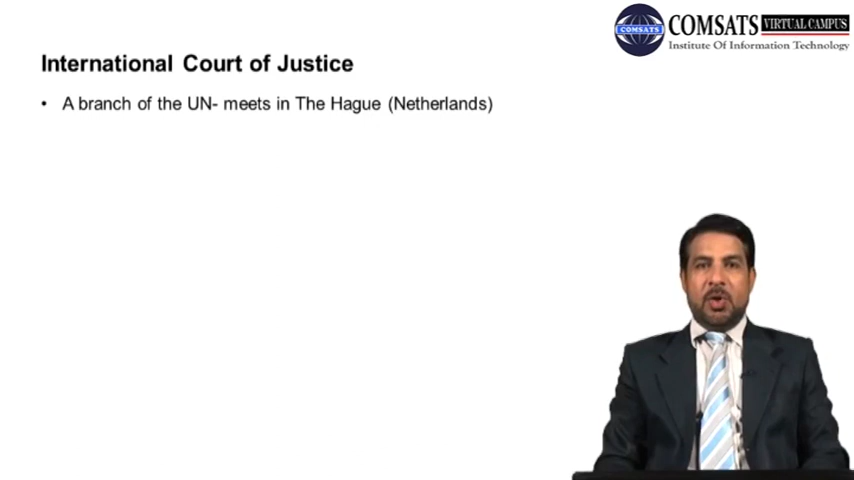 COMSATS VIRTUAL CAMPUS
COMSATS
Institute Of Information Technology
International Court of Justice
• A branch of the UN- meets in The Hague (Netherlands)